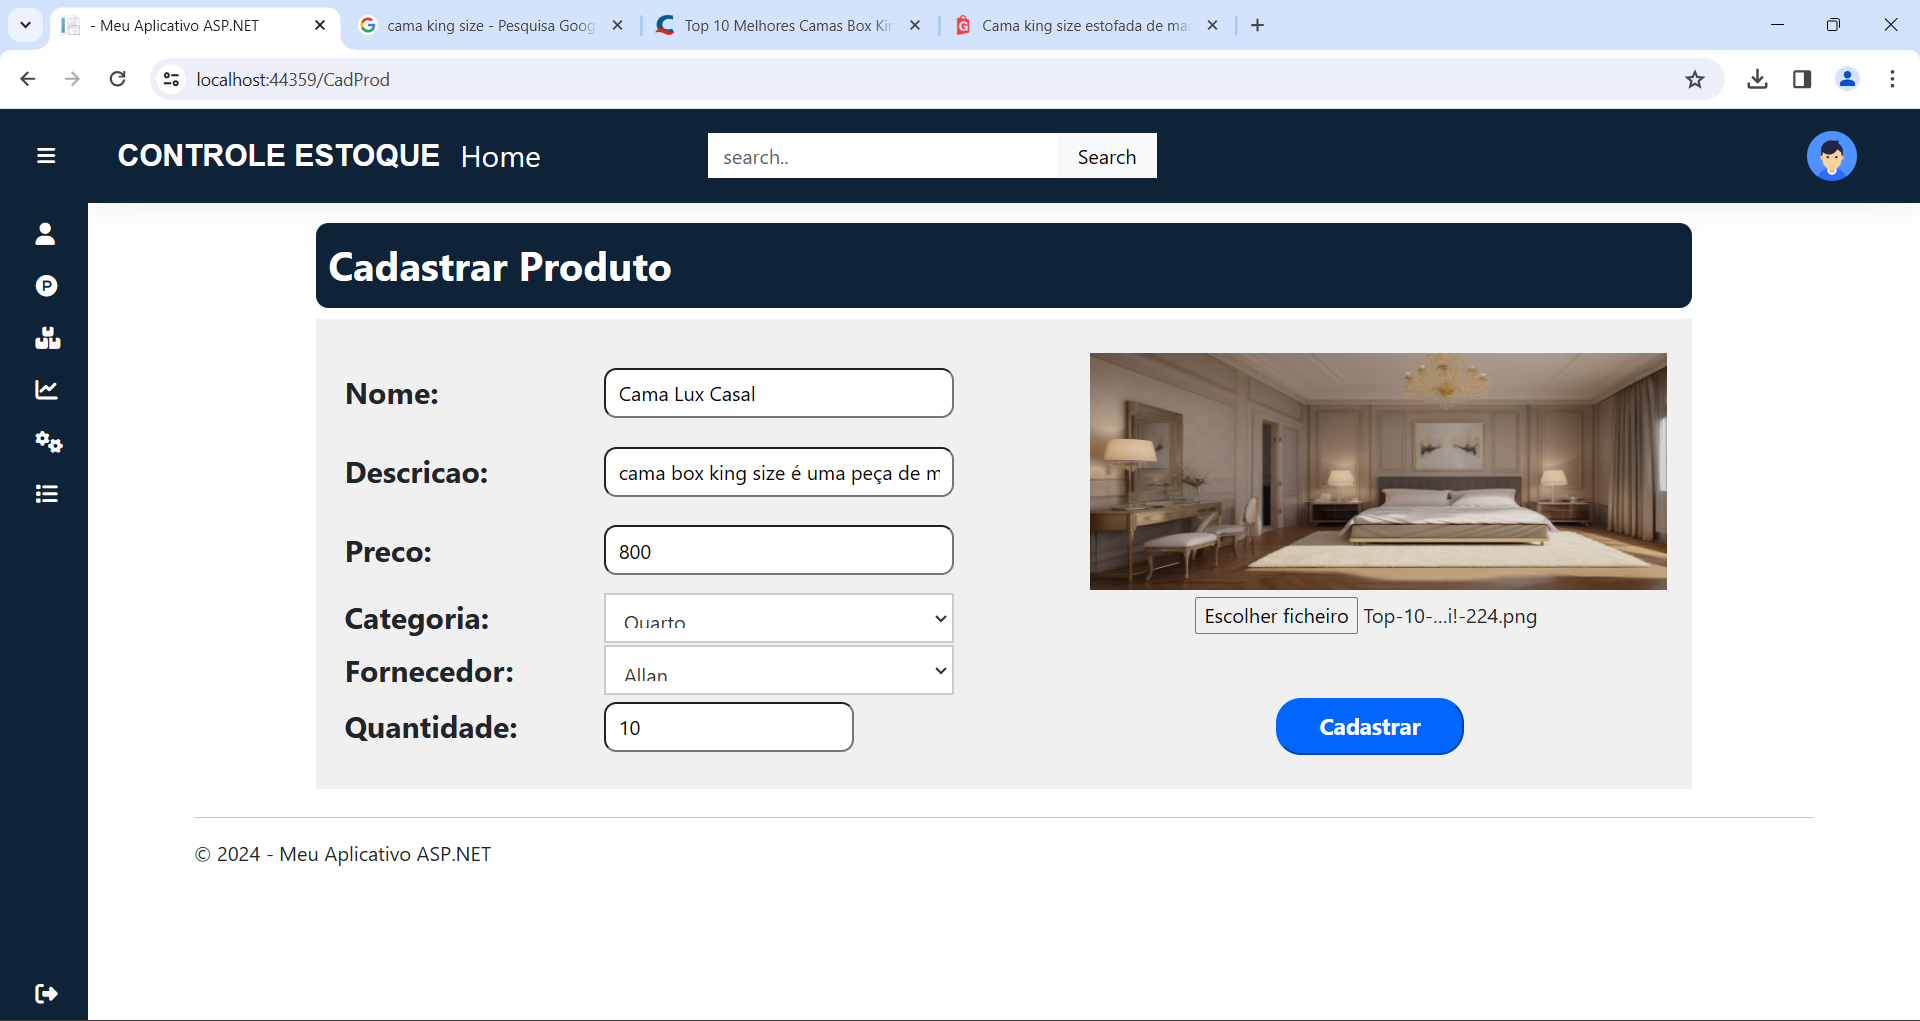 - Meu Aplicativo ASP.NET
cama king size - Pesquisa Goog
Top 10 Melhores Camas Box Kin
Cama king size estofada de mad
localhost:44359/CadProd
CONTROLE ESTOQUE Home
search..
Search
P
Cadastrar Produto
Nome:
Cama Lux Casal
Descricao:
cama box king size é uma peça de m
Preco:
800
Categoria:
Quarto
Fornecedor:
Allan
Quantidade:
10
Escolher ficheiro Top-10-...i!-224.png
Cadastrar
© 2024 - Meu Aplicativo ASP.NET